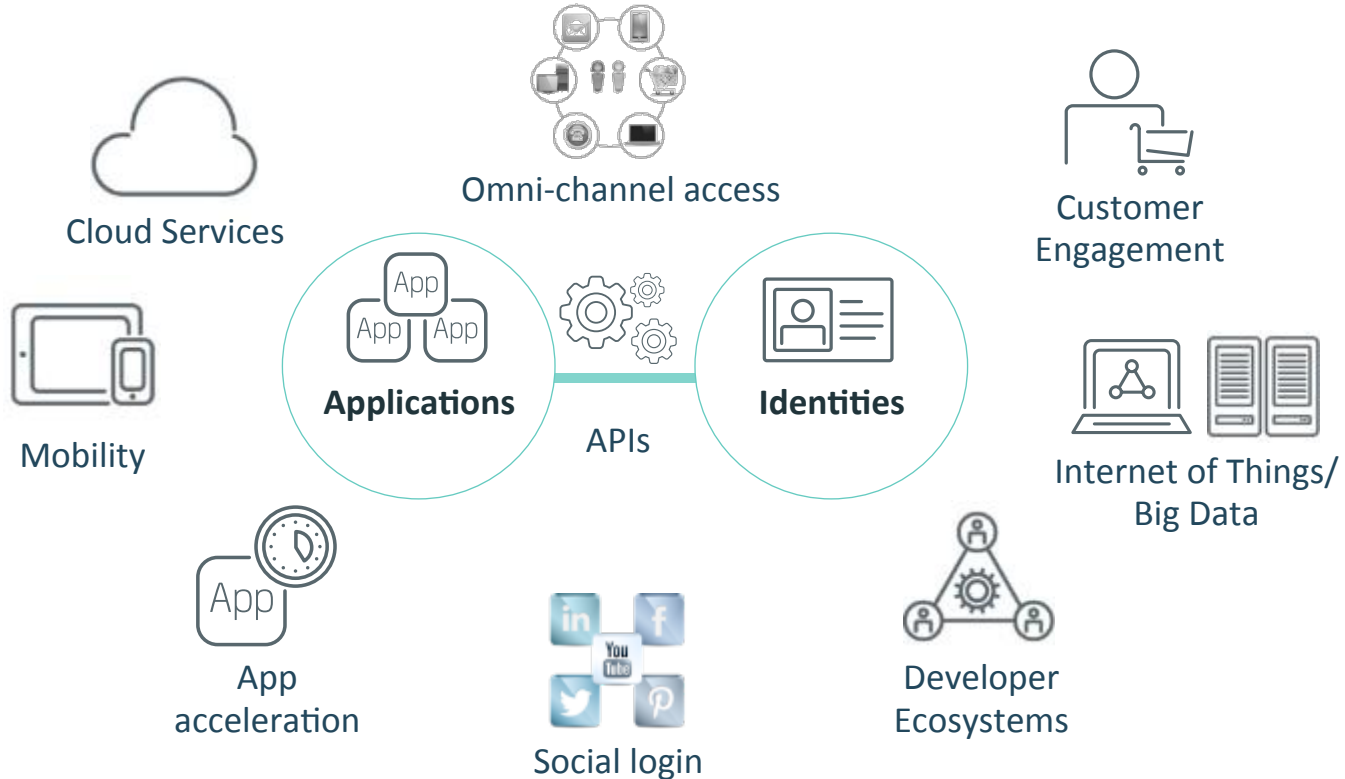 Omni-channel access
Cloud Services
Customer
Engagement
App
App
App
Applications
APIs
Identities
Mobility
Internet of Things/
Big Data
App
App
acceleration
in
f
You
Tube
Social login
Developer
Ecosystems